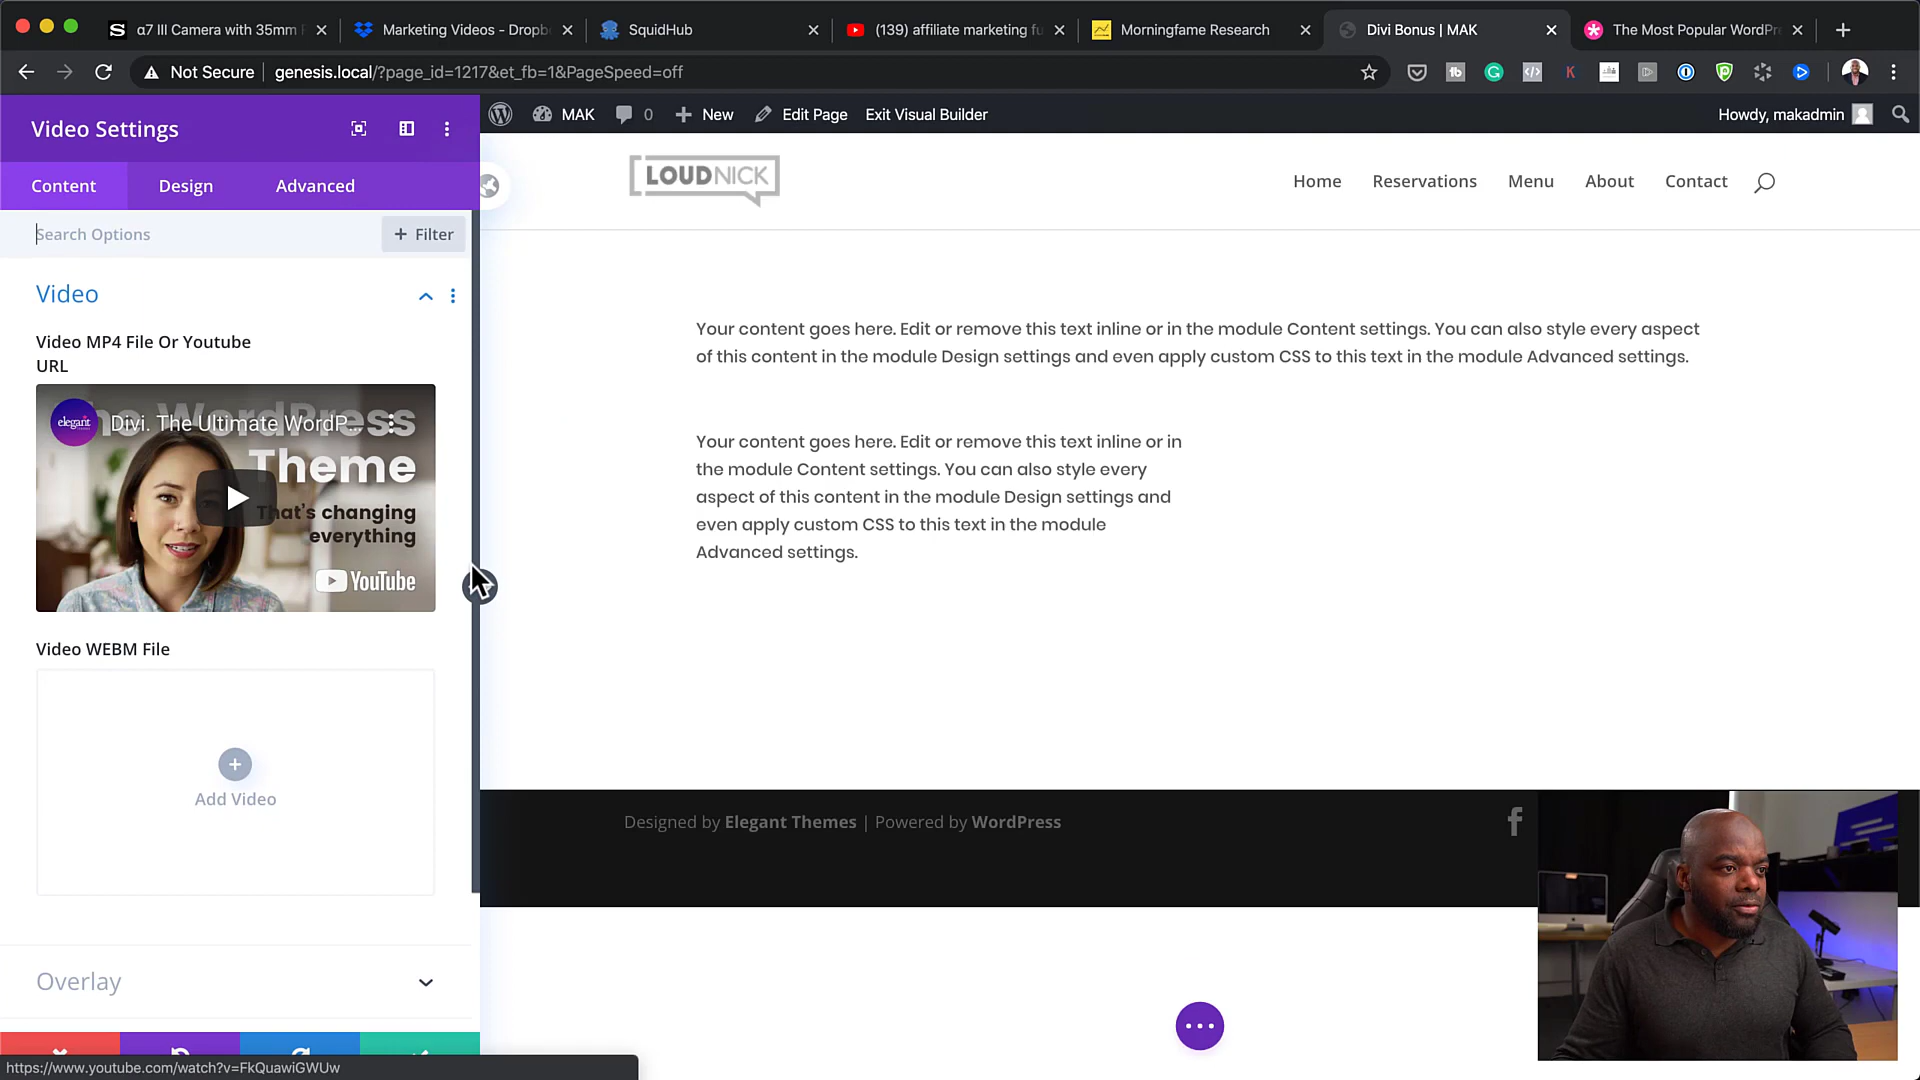 α7 III Camera with 35mm
Marketing Videos - Dropb
SquidHub
(139) affiliate marketing fu
Morningfame Research
Divi Bonus | MAK
The Most Popular WordPr
Not Secure
genesis.local/?page_id=1217&et_fb=1&PageSpeed=off
Video Settings
MAK
0
New
Edit Page
Exit Visual Builder
Howdy, makadmin
Content
Design
Advanced
LOUDNICK
Home
Reservations
Menu
About
Contact
Search Options
+ Filter
Video
Video MP4 File Or Youtube
URL
elegant
Divi. The Ultimate WordP...
The WordPress
Theme
That's changing
everything
YouTube
Video WEBM File
Add Video
Overlay
Your content goes here. Edit or remove this text inline or in the module Content settings. You can also style every aspect
of this content in the module Design settings and even apply custom CSS to this text in the module Advanced settings.
Your content goes here. Edit or remove this text inline or in
the module Content settings. You can also style every
aspect of this content in the module Design settings and
even apply custom CSS to this text in the module
Advanced settings.
Designed by Elegant Themes | Powered by WordPress
https://www.youtube.com/watch?v=FkQuawiGWUw